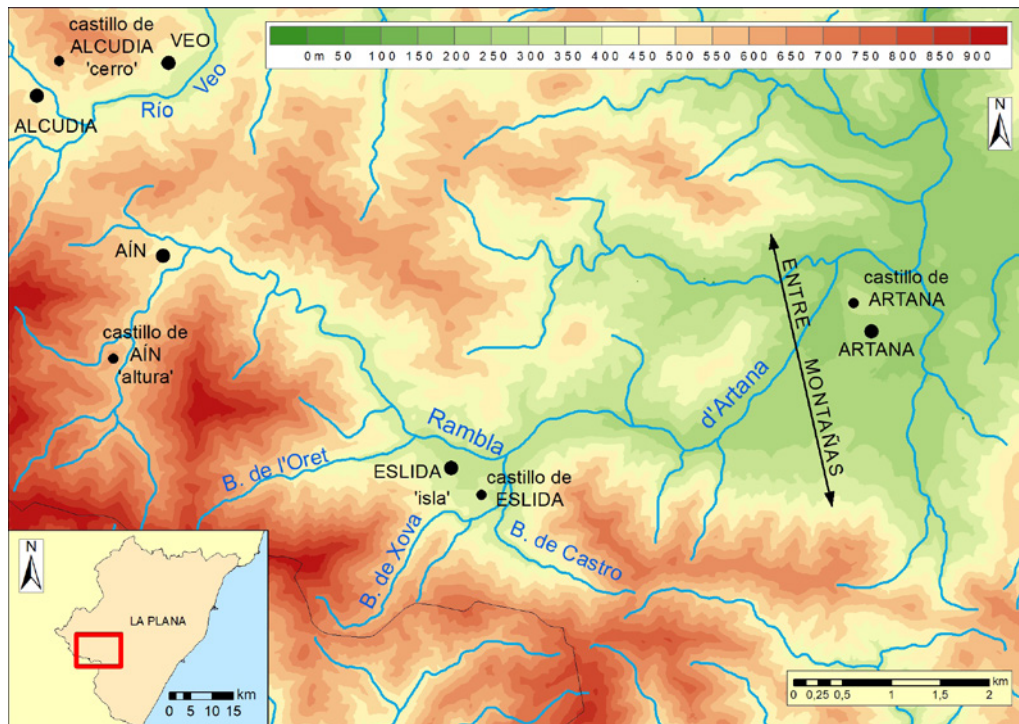 castillo de
ALCUDIA
'cerro'
VEO
0 m 50 100 150 200 250 300 350 400 450 500 550 600 650 700 750 800 850 900
Río
Veo
ALCUDIA
N
AÍN
castillo de
AÍN
'altura'
ENTRE MONTAÑAS
castillo de
ARTANA
ARTANA
d'Artana
Rambla
B. de l'Oret
ESLIDA
'isla'
castillo de
ESLIDA
B. de Xova
B. de Castro
N
LA PLANA
km
0 5 10 15
km
0 0,25 0,5 1 1,5 2